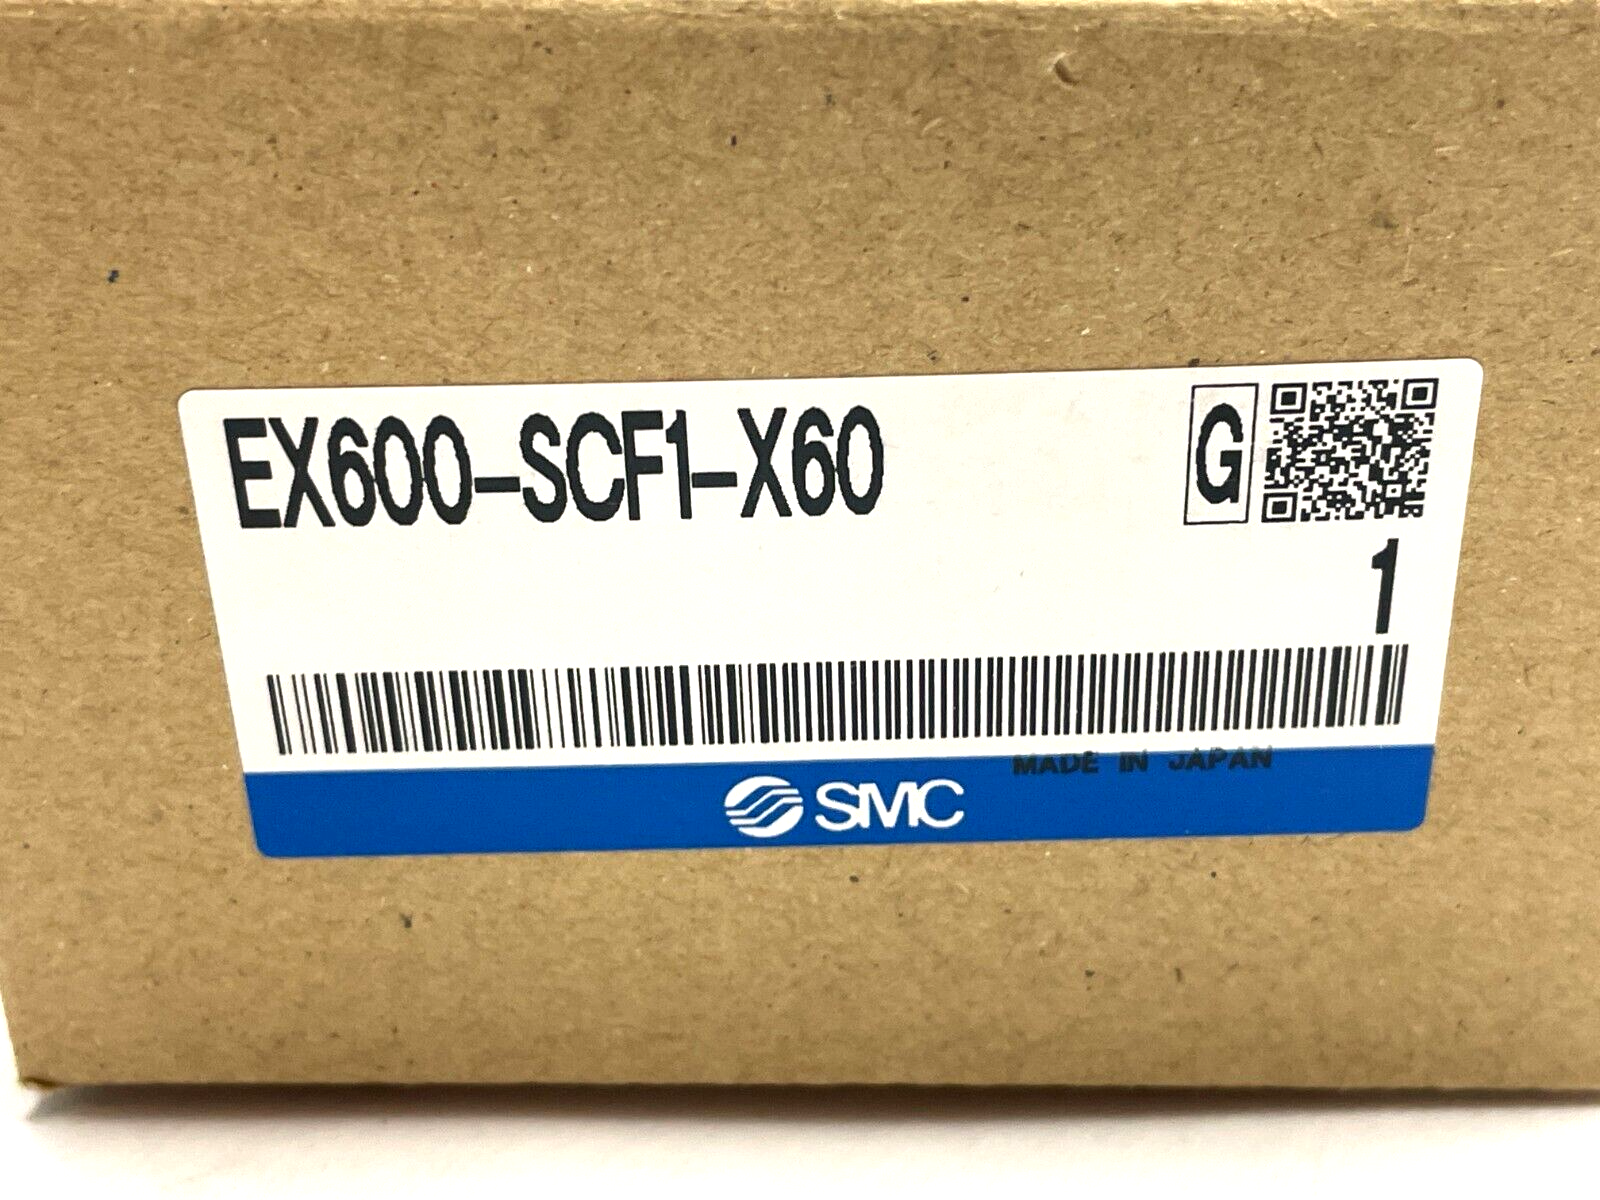 EX600-SCF1-X60
G
1
MADE IN JAPAN
SMC